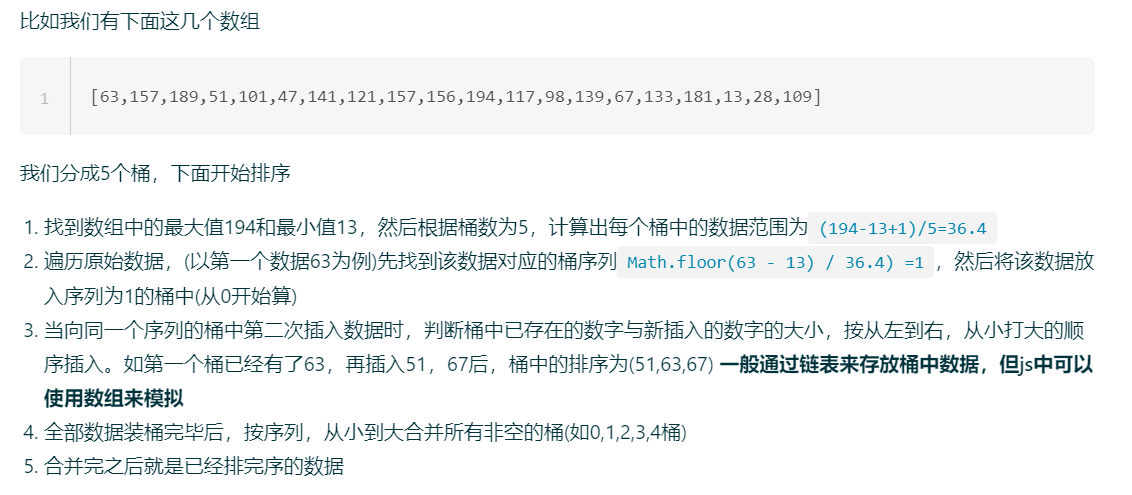 比如我们有下面这几个数组
1 [63,157,189,51,101,47,141,121,157,156,194,117,98,139,67,133,181,13,28,109]
我们分成5个桶，下面开始排序
1. 找到数组中的最大值194和最小值13，然后根据桶数为5，计算出每个桶中的数据范围为 (194-13+1)/5=36.4
2. 遍历原始数据，(以第一个数据63为例)先找到该数据对应的桶序列 Math.floor(63 - 13) / 36.4) =1 ，然后将该数据放
入序列为1的桶中(从0开始算)
3. 当向同一个序列的桶中第二次插入数据时，判断桶中已存在的数字与新插入的数字的大小，按从左到右，从小打大的顺
序插入。如第一个桶已经有了63，再插入51，67后，桶中的排序为(51,63,67) 一般通过链表来存放桶中数据，但js中可以
使用数组来模拟
4. 全部数据装桶完毕后，按序列，从小到大合并所有非空的桶(如0,1,2,3,4桶)
5. 合并完之后就是已经排完序的数据